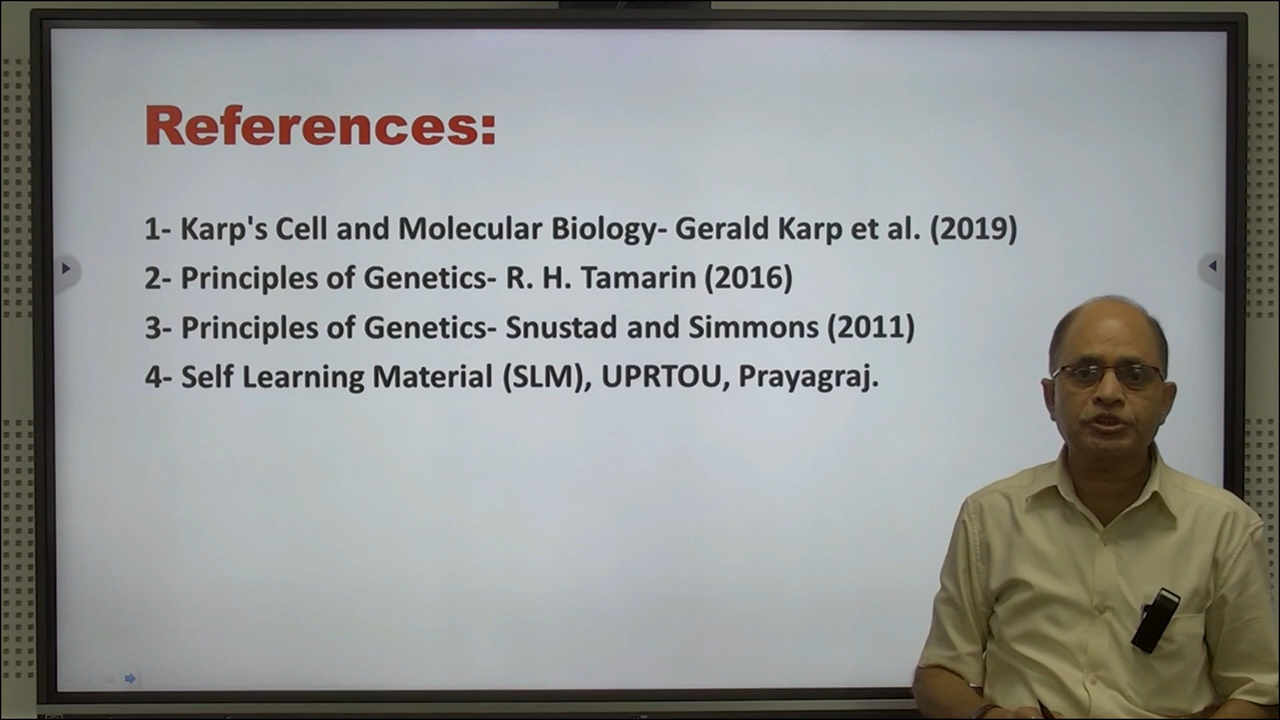 References:
1- Karp's Cell and Molecular Biology- Gerald Karp et al. (2019)
2- Principles of Genetics- R. H. Tamarin (2016)
3- Principles of Genetics- Snustad and Simmons (2011)
4- Self Learning Material (SLM), UPRTOU, Prayagraj.